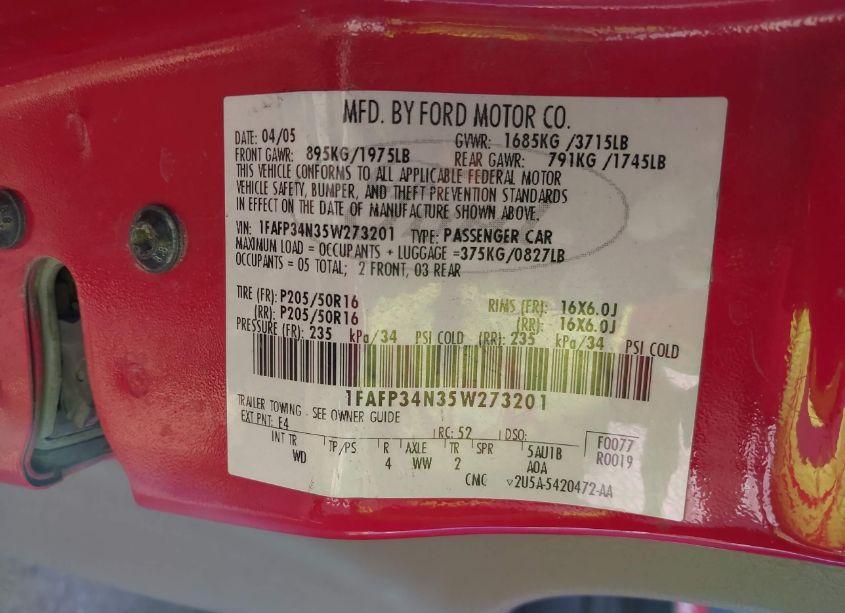 MFD. BY FORD MOTOR CO.
DATE: 04/05 GVWR: 1685KG /3715LB
FRONT GAWR: 895KG/1975LB REAR GAWR: 791KG /1745LB
THIS VEHICLE CONFORMS TO ALL APPLICABLE FEDERAL MOTOR
VEHICLE SAFETY, BUMPER, AND THEFT PREVENTION STANDARDS
IN EFFECT ON THE DATE OF MANUFACTURE SHOWN ABOVE.
VIN: 1FAFP34N35W273201 TYPE: PASSENGER CAR
MAXIMUM LOAD = OCCUPANTS + LUGGAGE =375KG/0827LB
OCCUPANTS = 05 TOTAL; 2 FRONT, 03 REAR
TIRE (FR): P205/50R16 RIMS (FR): 16X6.0J
(RR): P205/50R16 (RR): 16X6.0J
PRESSURE (FR): 235 kPa/34 PSI COLD (RR): 235 kPa/34 PSI COLD
1FAFP34N35W273201
TRAILER TOWING - SEE OWNER GUIDE
EXT PNT: E4 RC: 52 DSO: F0077
INT TR TP/PS R AXLE TR SPR 5AU1B R0019
WD 4 WW 2 A0A
CMC ▽2U5A-5420472-AA
8.8